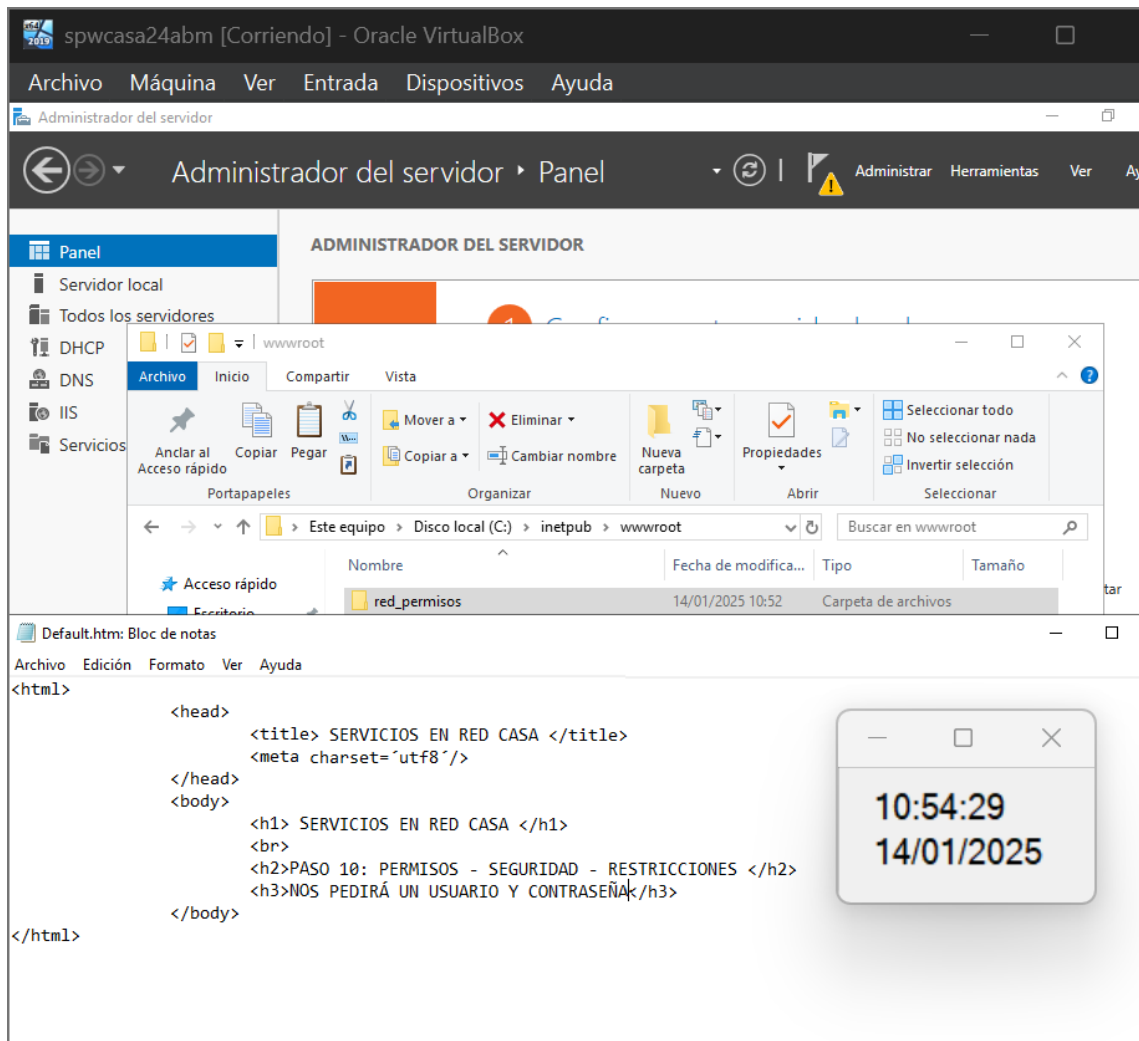 x64
2019
spwcasa24abm [Corriendo] - Oracle VirtualBox
Archivo Máquina Ver Entrada Dispositivos Ayuda
Administrador del servidor
Administrador del servidor Panel
Administrar Herramientas Ver Ay
Panel
Servidor local
Todos los servidores
DHCP
DNS
IIS
Servicios
ADMINISTRADOR DEL SERVIDOR
1
wwwroot
Archivo Inicio Compartir Vista
Anclar al Acceso rápido
Copiar
Pegar
Mover a
Copiar a
Eliminar
Cambiar nombre
Nueva carpeta
Propiedades
Seleccionar todo
No seleccionar nada
Invertir selección
Portapapeles Organizar Nuevo Abrir Seleccionar
Este equipo > Disco local (C:) > inetpub > wwwroot
Buscar en wwwroot
Acceso rápido
Escritorio
Nombre Fecha de modifica... Tipo Tamaño
red_permisos 14/01/2025 10:52 Carpeta de archivos
tar
Default.htm: Bloc de notas
Archivo Edición Formato Ver Ayuda
<html>
<head>
<title> SERVICIOS EN RED CASA </title>
<meta charset=´utf8´/>
</head>
<body>
<h1> SERVICIOS EN RED CASA </h1>
<br>
<h2>PASO 10: PERMISOS - SEGURIDAD - RESTRICCIONES </h2>
<h3>NOS PEDIRÁ UN USUARIO Y CONTRASEÑA</h3>
</body>
</html>
10:54:29
14/01/2025